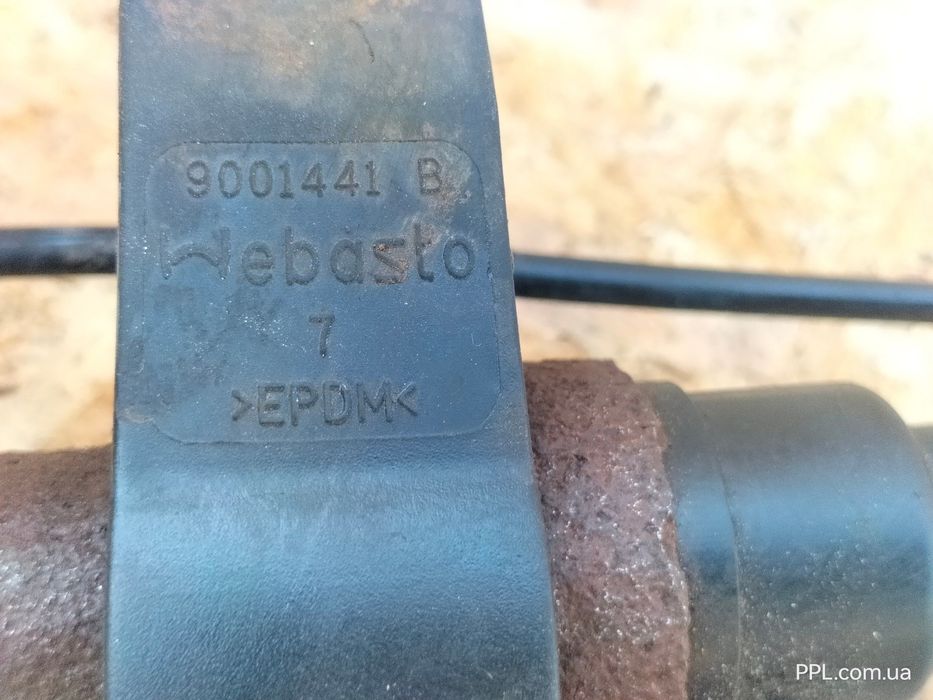 9001441 B
Webasto
7
>EPDM<
PPL.com.ua